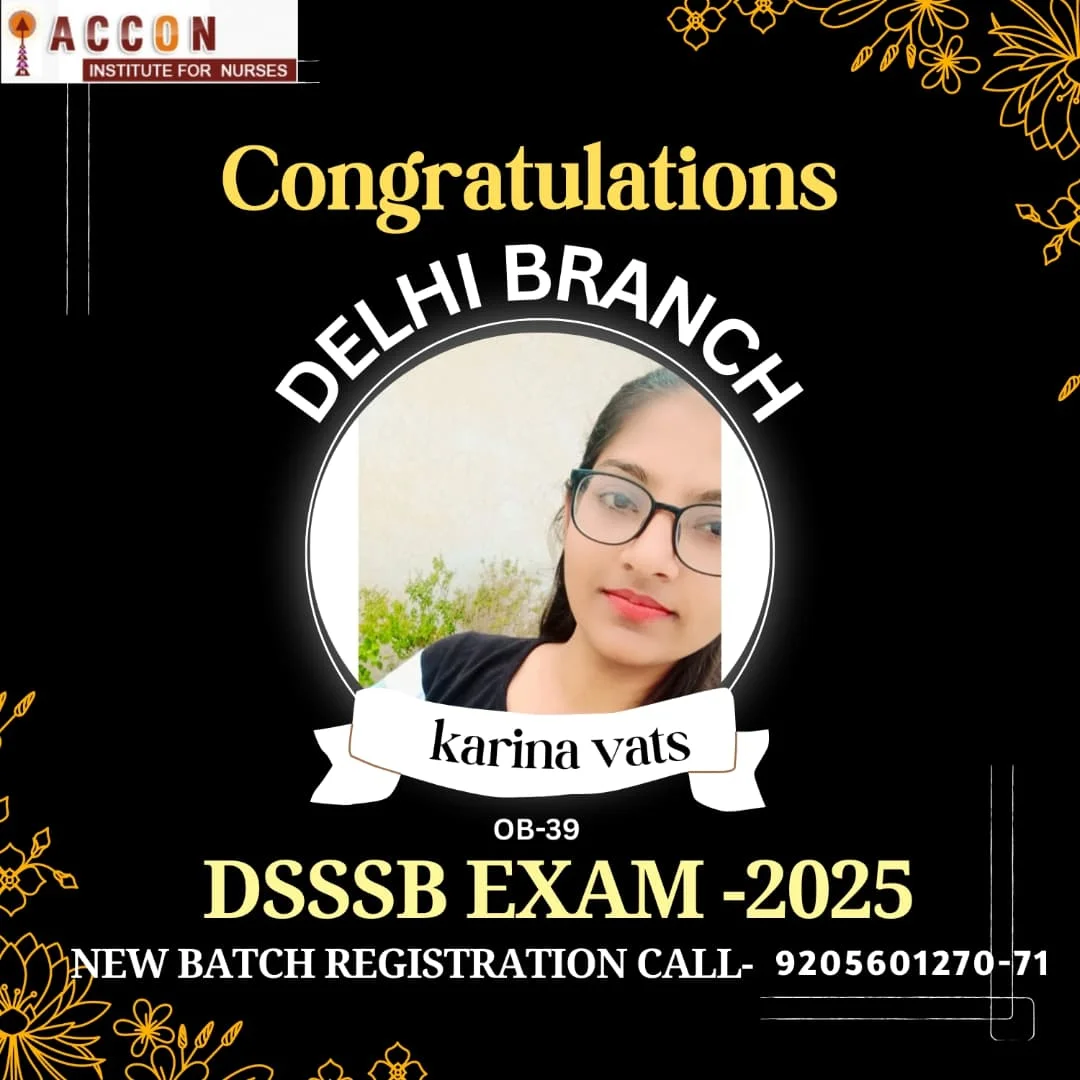 ACCON
INSTITUTE FOR NURSES
Congratulations
DELHI BRANCH
karina vats
OB-39
DSSSB EXAM -2025
NEW BATCH REGISTRATION CALL- 9205601270-71